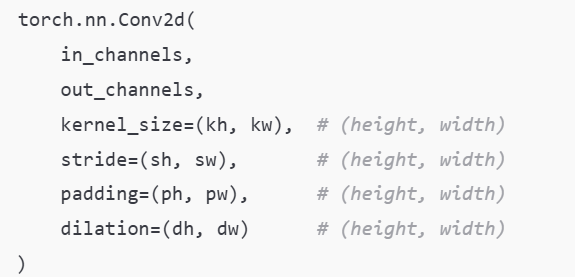 torch.nn.Conv2d(
    in_channels,
    out_channels,
    kernel_size=(kh, kw),  # (height, width)
    stride=(sh, sw),       # (height, width)
    padding=(ph, pw),      # (height, width)
    dilation=(dh, dw)      # (height, width)
)